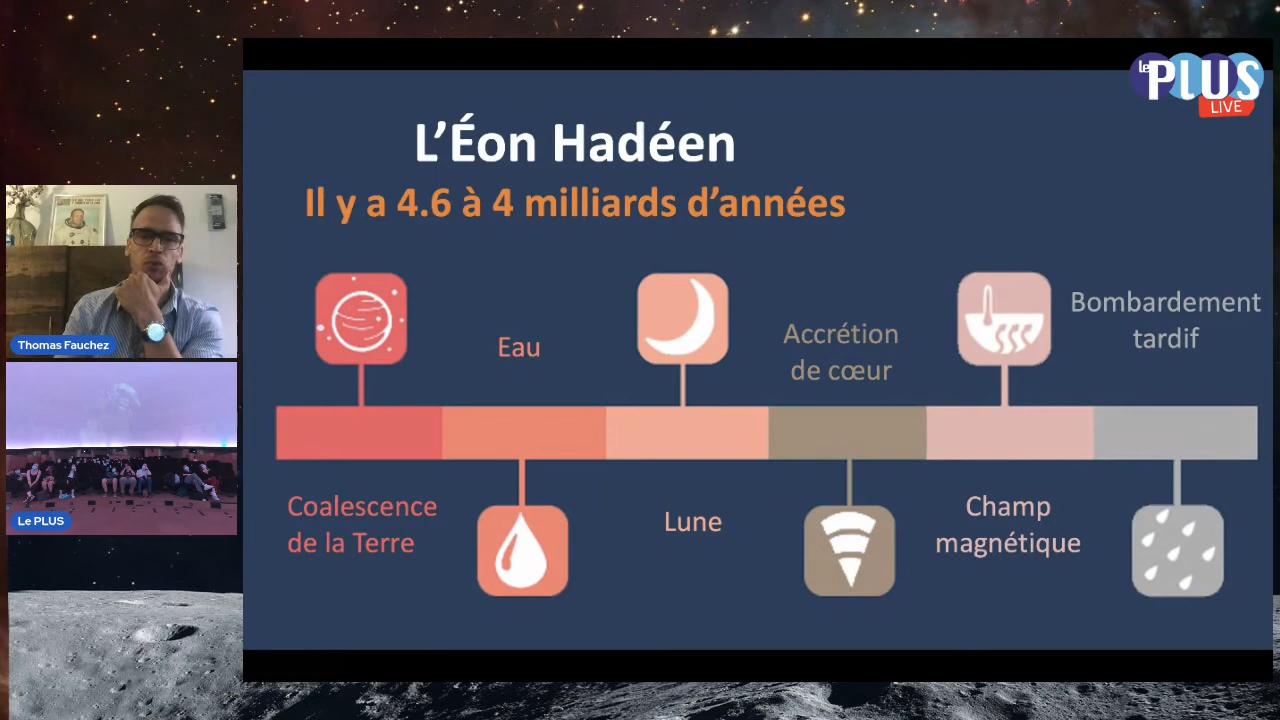 le PLUS
LIVE
L'Éon Hadéen
Il y a 4.6 à 4 milliards d'années
Eau
Accrétion
de cœur
Bombardement
tardif
Coalescence
de la Terre
Lune
Champ
magnétique
Thomas Fauchez
Le PLUS